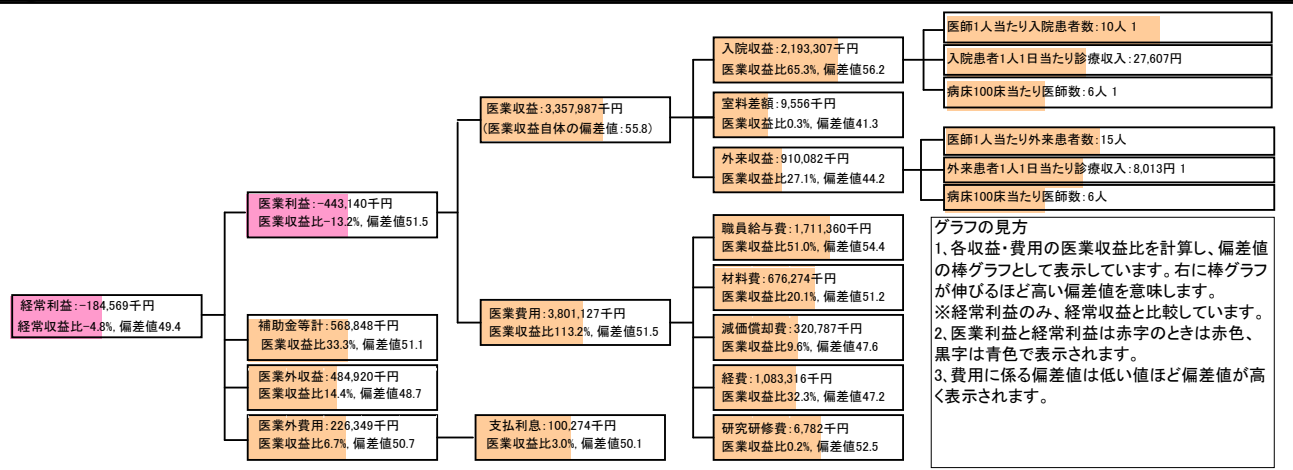 経常利益:-184,569千円
経常収益比-4.8%, 偏差値49.4
医業利益:-443,140千円
医業収益比-13.2%, 偏差値51.5
補助金等計:568,848千円
医業収益比33.3%, 偏差値51.1
医業外収益:484,920千円
医業収益比14.4%, 偏差値48.7
医業外費用:226,349千円
医業収益比6.7%, 偏差値50.7
医業収益:3,357,987千円
(医業収益自体の偏差値:55.8)
医業費用:3,801,127千円
医業収益比113.2%, 偏差値51.5
支払利息:100,274千円
医業収益比3.0%, 偏差値50.1
入院収益:2,193,307千円
医業収益比65.3%, 偏差値56.2
室料差額:9,556千円
医業収益比0.3%, 偏差値41.3
外来収益:910,082千円
医業収益比27.1%, 偏差値44.2
職員給与費:1,711,360千円
医業収益比51.0%, 偏差値54.4
材料費:676,274千円
医業収益比20.1%, 偏差値51.2
減価償却費:320,787千円
医業収益比9.6%, 偏差値47.6
経費:1,083,316千円
医業収益比32.3%, 偏差値47.2
研究研修費:6,782千円
医業収益比0.2%, 偏差値52.5
医師1人当たり入院患者数:10人 1
入院患者1人1日当たり診療収入:27,607円
病床100床当たり医師数:6人 1
医師1人当たり外来患者数:15人
外来患者1人1日当たり診療収入:8,013円 1
病床100床当たり医師数:6人
グラフの見方
1、各収益・費用の医業収益比を計算し、偏差値
の棒グラフとして表示しています。右に棒グラフ
が伸びるほど高い偏差値を意味します。
※経常利益のみ、経常収益と比較しています。
2、医業利益と経常利益は赤字のときは赤色、
黒字は青色で表示されます。
3、費用に係る偏差値は低い値ほど偏差値が高
く表示されます。